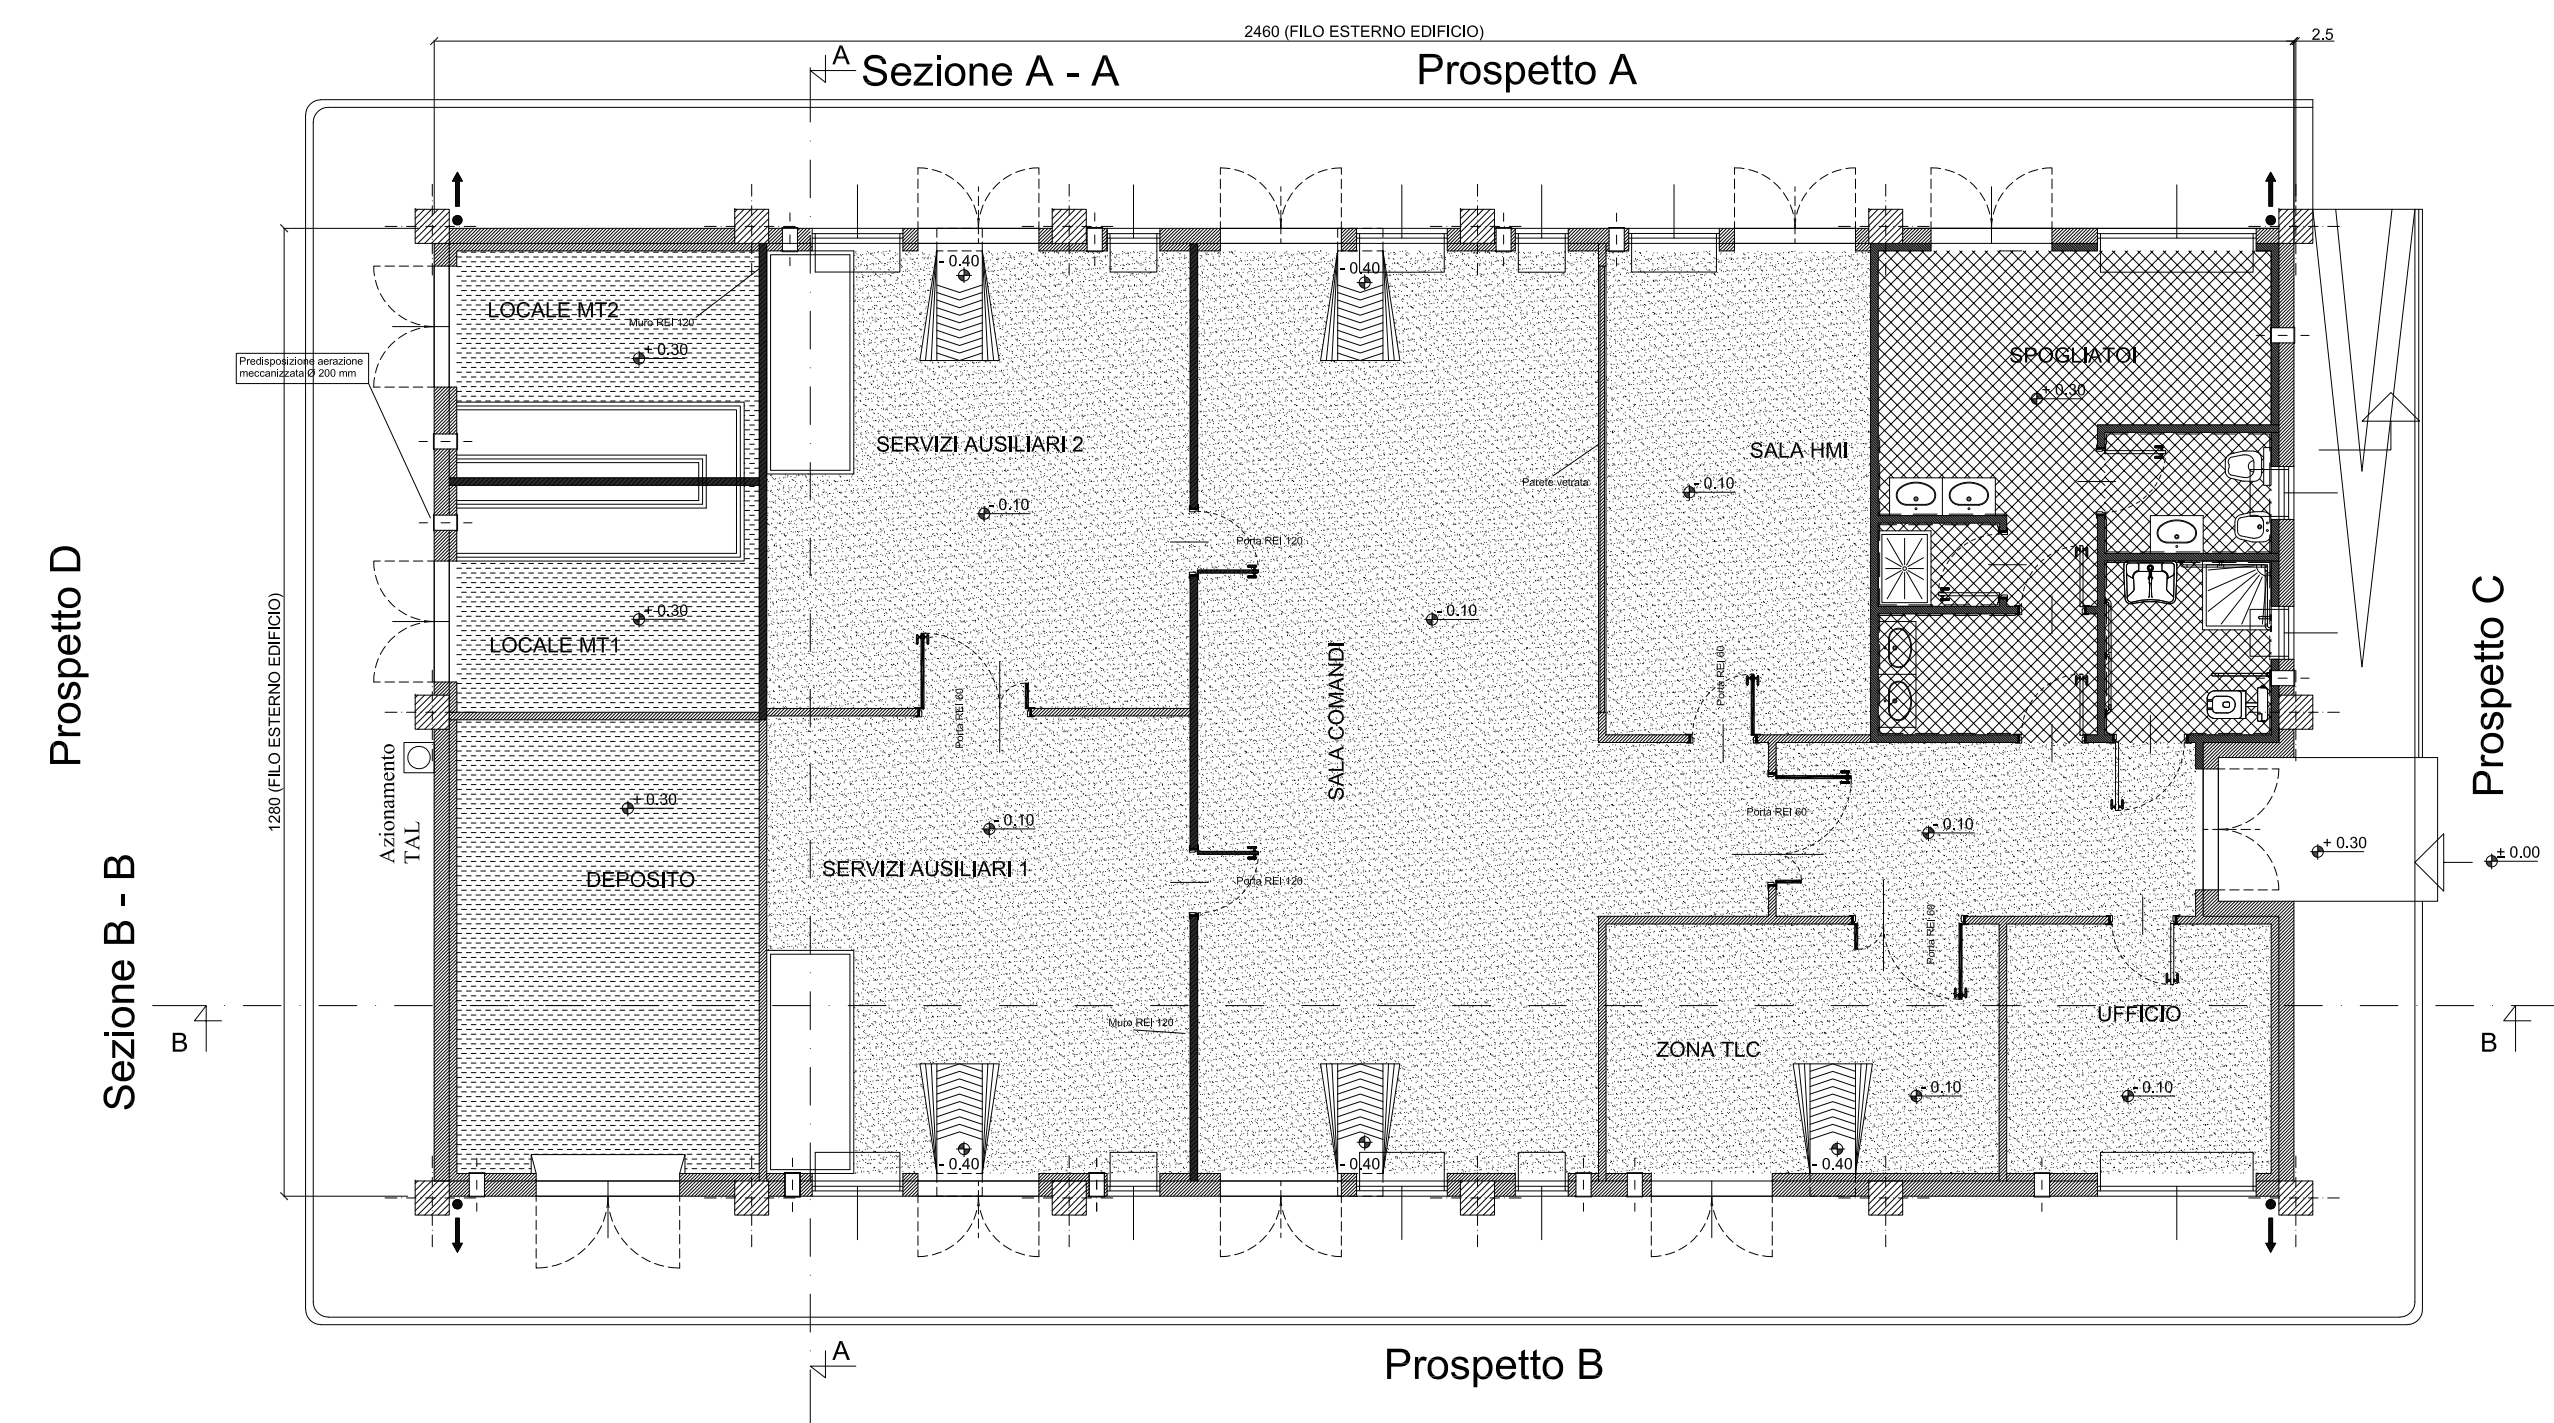 2460 (FILO ESTERNO EDIFICIO)
2.5
A
Sezione A - A
Prospetto A
- 0.40
- 0.40
LOCALE MT2
Muro REI 120
+ 0.30
Predisposizione aerazione
meccanizzata Ø 200 mm
SPOGLIATOI
+ 0.30
SERVIZI AUSILIARI 2
SALA HMI
Parete vetrata
- 0.10
- 0.10
Porta REI 120
Prospetto D
1280 (FILO ESTERNO EDIFICIO)
+ 0.30
LOCALE MT1
- 0.10
Porta REI 60
Porta REI 60
SALA COMANDI
Prospetto C
Azionamento
TAL
+ 0.30
- 0.10
Porta REI 60
- 0.10
+ 0.30
± 0.00
DEPOSITO
SERVIZI AUSILIARI 1
Porta REI 120
Porta REI 60
Sezione B - B
B
Muro REI 120
UFFICIO
B
ZONA TLC
- 0.10
- 0.10
- 0.40
- 0.40
- 0.40
A
Prospetto B